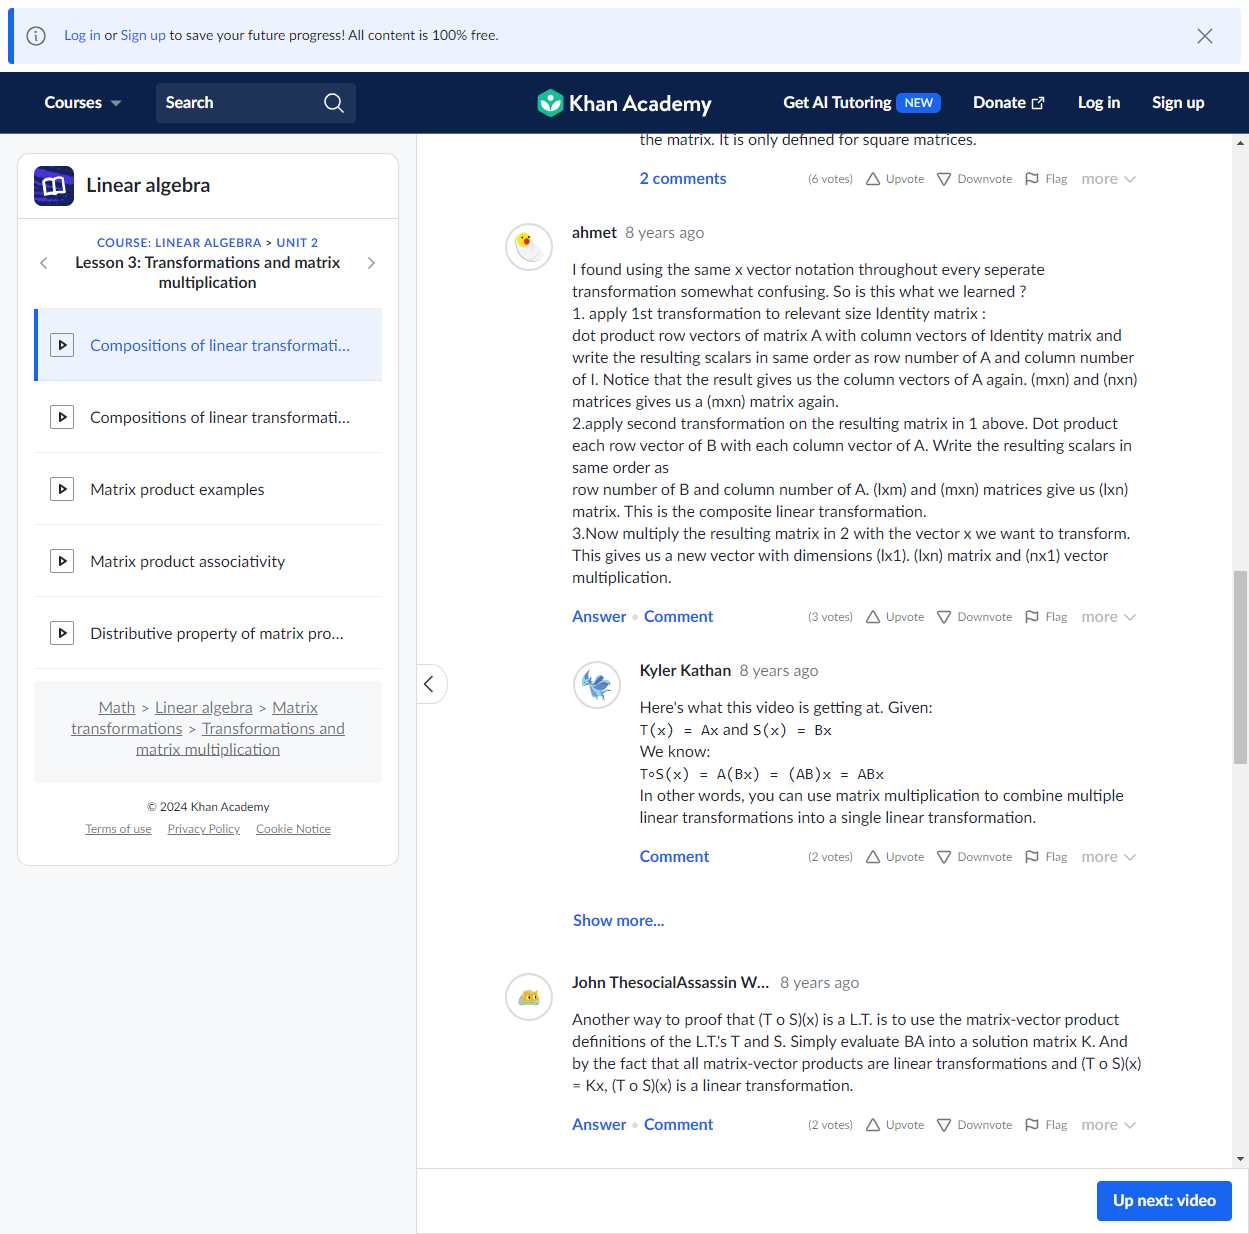 Log in or Sign up to save your future progress! All content is 100% free.
Courses
Search
Khan Academy
Get AI Tutoring NEW
Donate
Log in
Sign up
Linear algebra
COURSE: LINEAR ALGEBRA > UNIT 2
Lesson 3: Transformations and matrix
multiplication
Compositions of linear transformati...
Compositions of linear transformati...
Matrix product examples
Matrix product associativity
Distributive property of matrix pro...
Math > Linear algebra > Matrix
transformations > Transformations and
matrix multiplication
© 2024 Khan Academy
Terms of use Privacy Policy Cookie Notice
the matrix. It is only defined for square matrices.
2 comments (6 votes) Upvote Downvote Flag more
ahmet 8 years ago
I found using the same x vector notation throughout every seperate
transformation somewhat confusing. So is this what we learned ?
1. apply 1st transformation to relevant size Identity matrix :
dot product row vectors of matrix A with column vectors of Identity matrix and
write the resulting scalars in same order as row number of A and column number
of I. Notice that the result gives us the column vectors of A again. (mxn) and (nxn)
matrices gives us a (mxn) matrix again.
2.apply second transformation on the resulting matrix in 1 above. Dot product
each row vector of B with each column vector of A. Write the resulting scalars in
same order as
row number of B and column number of A. (lxm) and (mxn) matrices give us (lxn)
matrix. This is the composite linear transformation.
3.Now multiply the resulting matrix in 2 with the vector x we want to transform.
This gives us a new vector with dimensions (lx1). (lxn) matrix and (nx1) vector
multiplication.
Answer • Comment (3 votes) Upvote Downvote Flag more
Kyler Kathan 8 years ago
Here's what this video is getting at. Given:
T(x) = Ax and S(x) = Bx
We know:
T∘S(x) = A(Bx) = (AB)x = ABx
In other words, you can use matrix multiplication to combine multiple
linear transformations into a single linear transformation.
Comment (2 votes) Upvote Downvote Flag more
Show more...
John ThesocialAssassin W... 8 years ago
Another way to proof that (T o S)(x) is a L.T. is to use the matrix-vector product
definitions of the L.T.'s T and S. Simply evaluate BA into a solution matrix K. And
by the fact that all matrix-vector products are linear transformations and (T o S)(x)
= Kx, (T o S)(x) is a linear transformation.
Answer • Comment (2 votes) Upvote Downvote Flag more
Up next: video